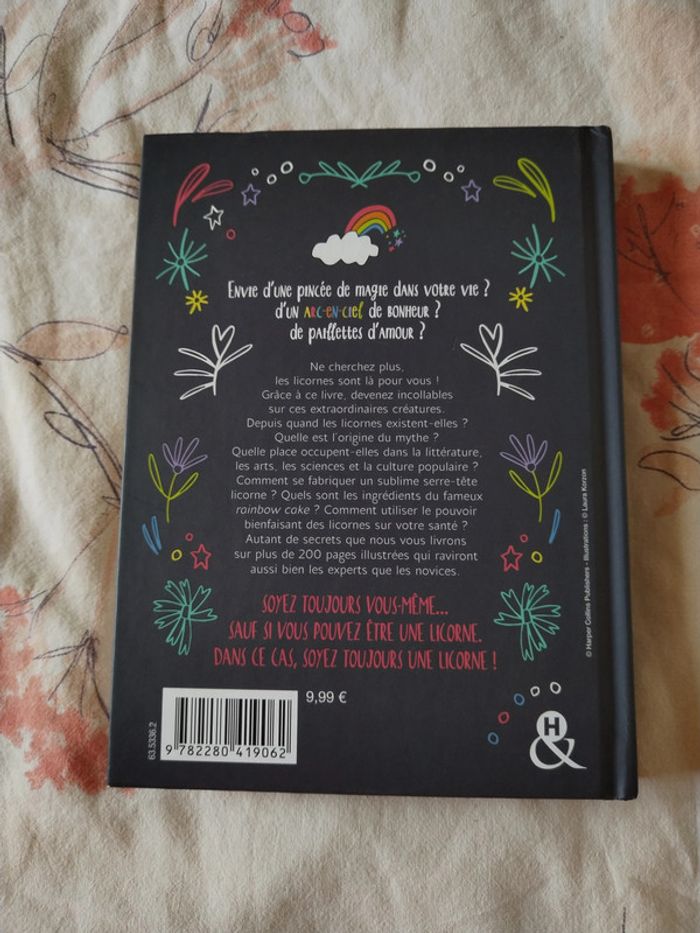 Envie d'une pincée de magie dans votre vie ?
d'un arc-en-ciel de bonheur ?
de paillettes d'amour ?
Ne cherchez plus,
les licornes sont là pour vous !
Grâce à ce livre, devenez incollables
sur ces extraordinaires créatures.
Depuis quand les licornes existent-elles ?
Quelle est l'origine du mythe ?
Quelle place occupent-elles dans la littérature,
les arts, les sciences et la culture populaire ?
Comment se fabriquer un sublime serre-tête
licorne ? Quels sont les ingrédients du fameux
rainbow cake ? Comment utiliser le pouvoir
bienfaisant des licornes sur votre santé ?
Autant de secrets que nous vous livrons
sur plus de 200 pages illustrées qui raviront
aussi bien les experts que les novices.
SOYEZ TOUJOURS VOUS-MÊME...
SAUF SI VOUS POUVEZ ÊTRE UNE LICORNE.
DANS CE CAS, SOYEZ TOUJOURS UNE LICORNE !
© Harper Collins Publishers - Illustrations : © Laura Korzon
63.5336.2
9 782280 419062
9,99 €
H
&